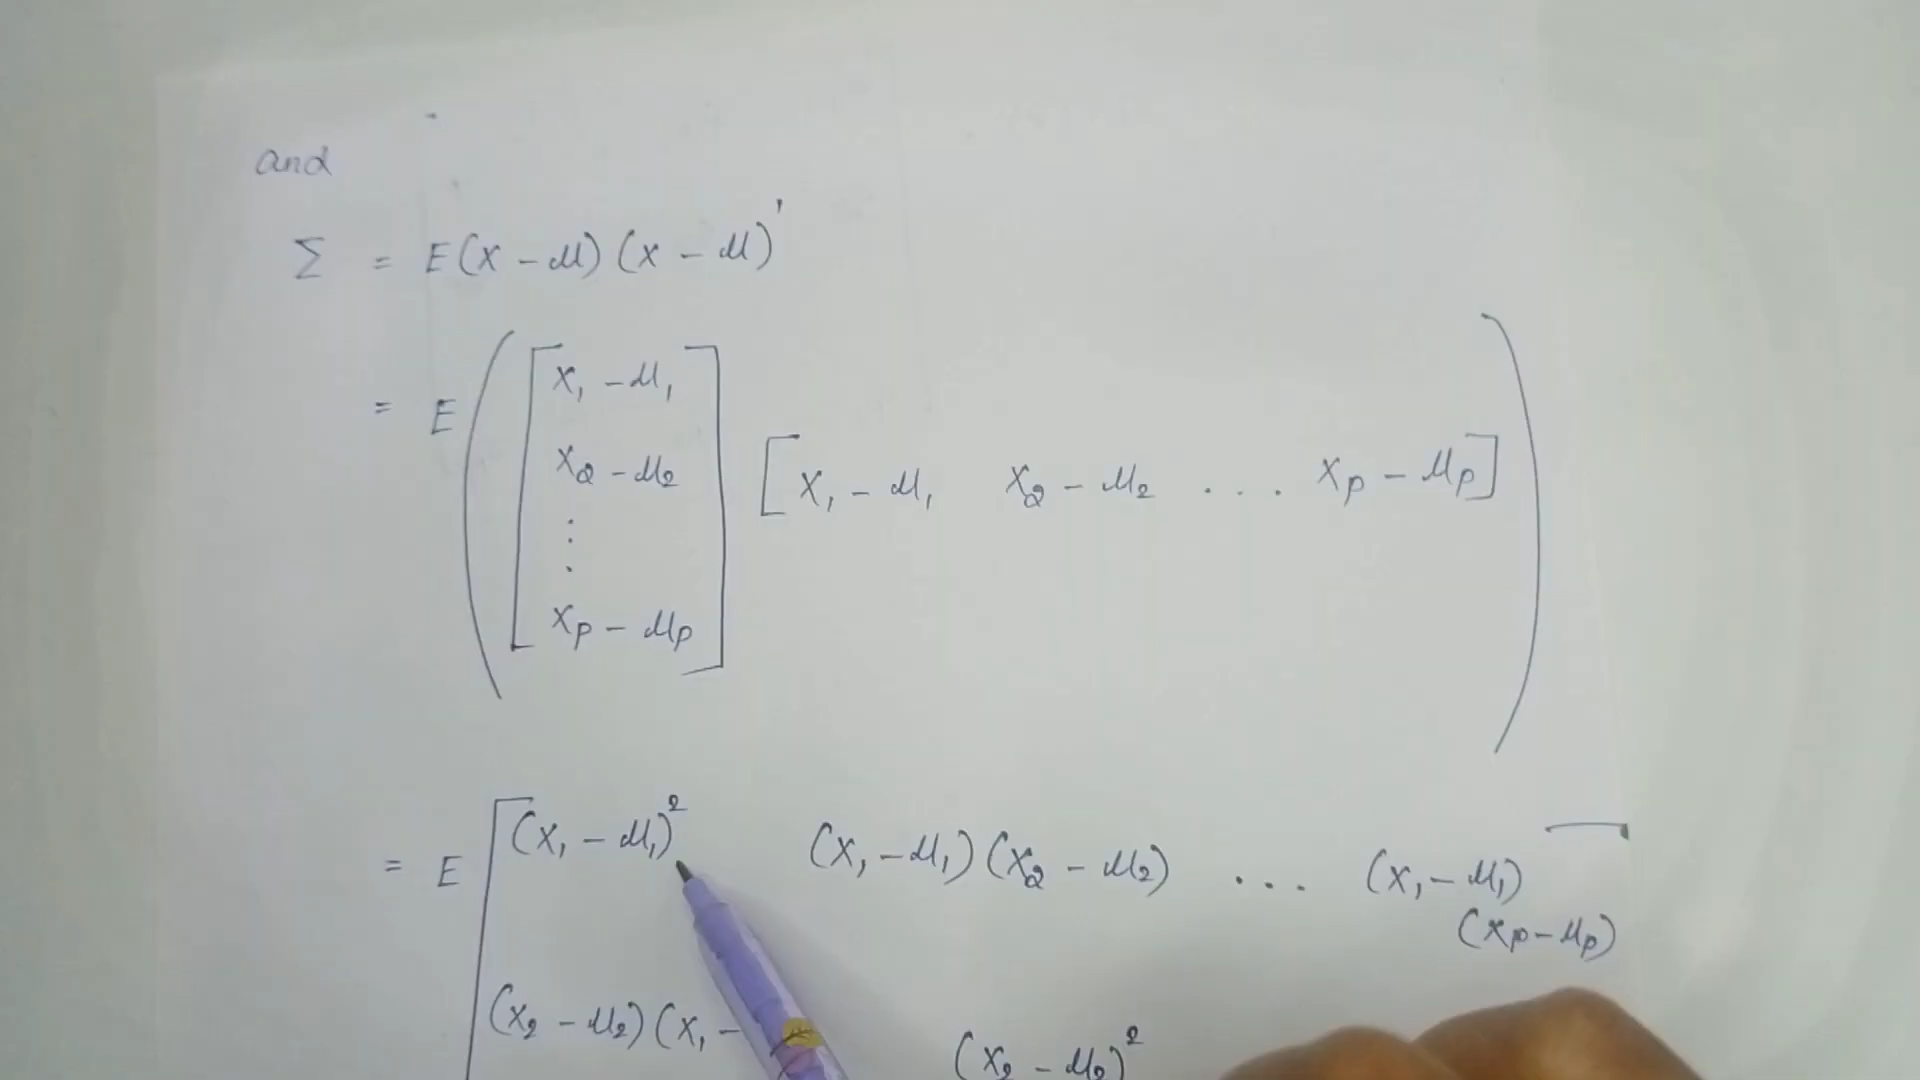 and
Σ = E(X - μ) (X - μ)'
= E ( [ X₁ - μ₁
X₂ - μ₂
⋮
Xp - μp ] [ X₁ - μ₁ X₂ - μ₂ ... Xp - μp ] )
= E [ (X₁ - μ₁)² (X₁ - μ₁) (X₂ - μ₂) ... (X₁ - μ₁)
(Xp - μp)
(X₂ - μ₂) (X₁ - (X₂ - μ₂)²